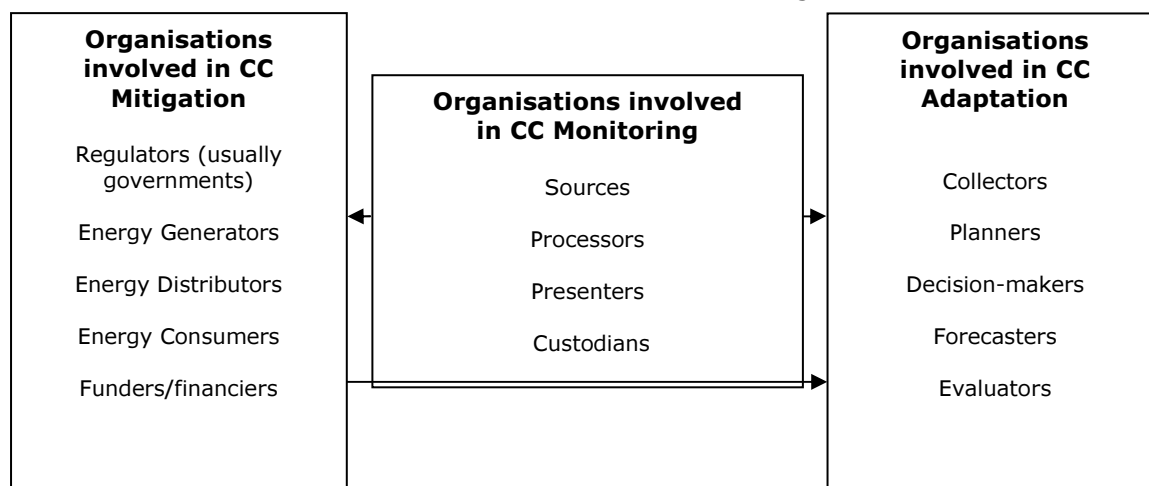 Organisations
involved in CC
Mitigation
Regulators (usually
governments)
Energy Generators
Energy Distributors
Energy Consumers
Funders/financiers
Organisations involved
in CC Monitoring
Sources
Processors
Presenters
Custodians
Organisations
involved in CC
Adaptation
Collectors
Planners
Decision-makers
Forecasters
Evaluators